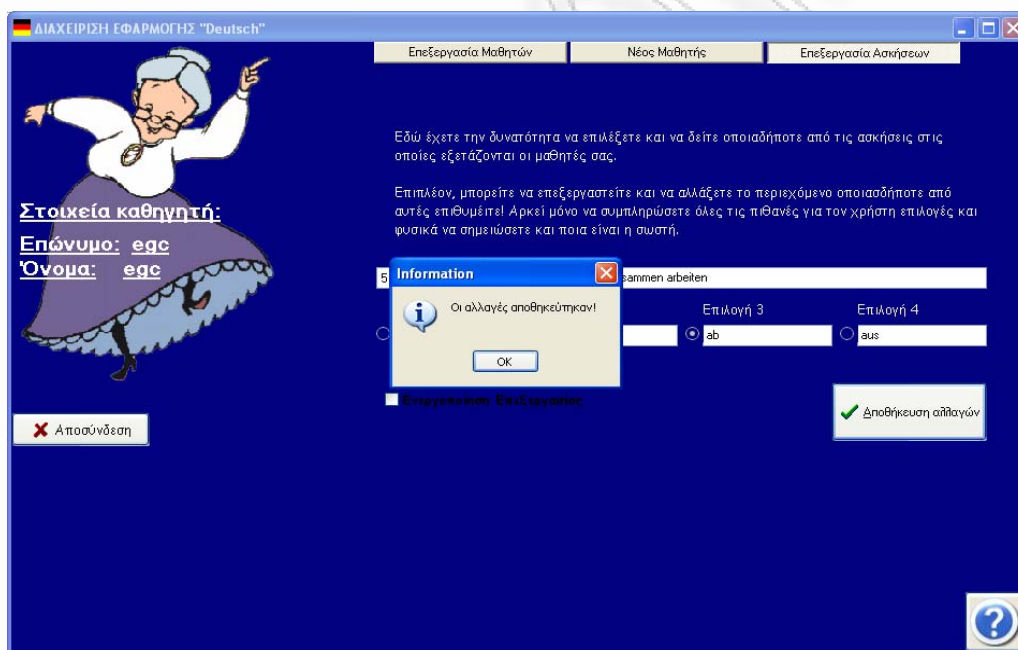 ΔΙΑΧΕΙΡΙΣΗ ΕΦΑΡΜΟΓΗΣ "Deutsch"
Επεξεργασία Μαθητών
Νέος Μαθητής
Επεξεργασία Ασκήσεων
Εδώ έχετε την δυνατότητα να επιλέξετε και να δείτε οποιαδήποτε από τις ασκήσεις στις
οποίες εξετάζονται οι μαθητές σας.
Επιπλέον, μπορείτε να επεξεργαστείτε και να αλλάξετε το περιεχόμενο οποιασδήποτε από
αυτές επιθυμείτε! Αρκεί μόνο να συμπληρώσετε όλες τις πιθανές για τον χρήστη επιλογές και
φυσικά να σημειώσετε και ποια είναι η σωστή.
Στοιχεία καθηγητή:
Επώνυμο: egc
Όνομα: egc
5
sammen arbeiten
Information
Οι αλλαγές αποθηκεύτηκαν!
OK
Επιλογή 3
Επιλογή 4
ab
aus
Ενεργοποίηση Επεξεργασίας
Αποθήκευση αλλαγών
Αποσύνδεση
?